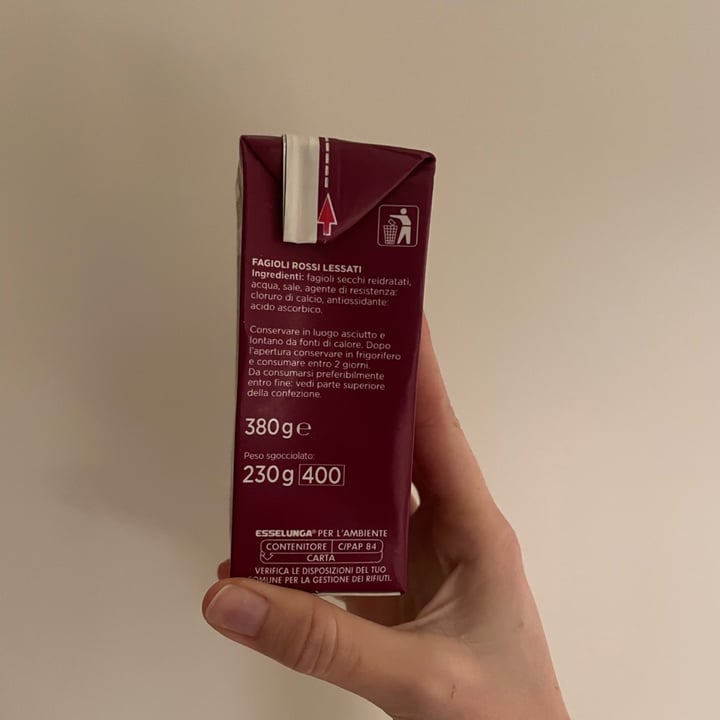 FAGIOLI ROSSI LESSATI
Ingredienti: fagioli secchi reidratati,
acqua, sale, agente di resistenza:
cloruro di calcio, antiossidante:
acido ascorbico.
Conservare in luogo asciutto e
lontano da fonti di calore. Dopo
l'apertura conservare in frigorifero
e consumare entro 2 giorni.
Da consumarsi preferibilmente
entro fine: vedi parte superiore
della confezione.
380g℮
Peso sgocciolato:
230g 400
ESSELUNGA® PER L'AMBIENTE
CONTENITORE C/PAP 84
CARTA
VERIFICA LE DISPOSIZIONI DEL TUO
COMUNE PER LA GESTIONE DEI RIFIUTI.